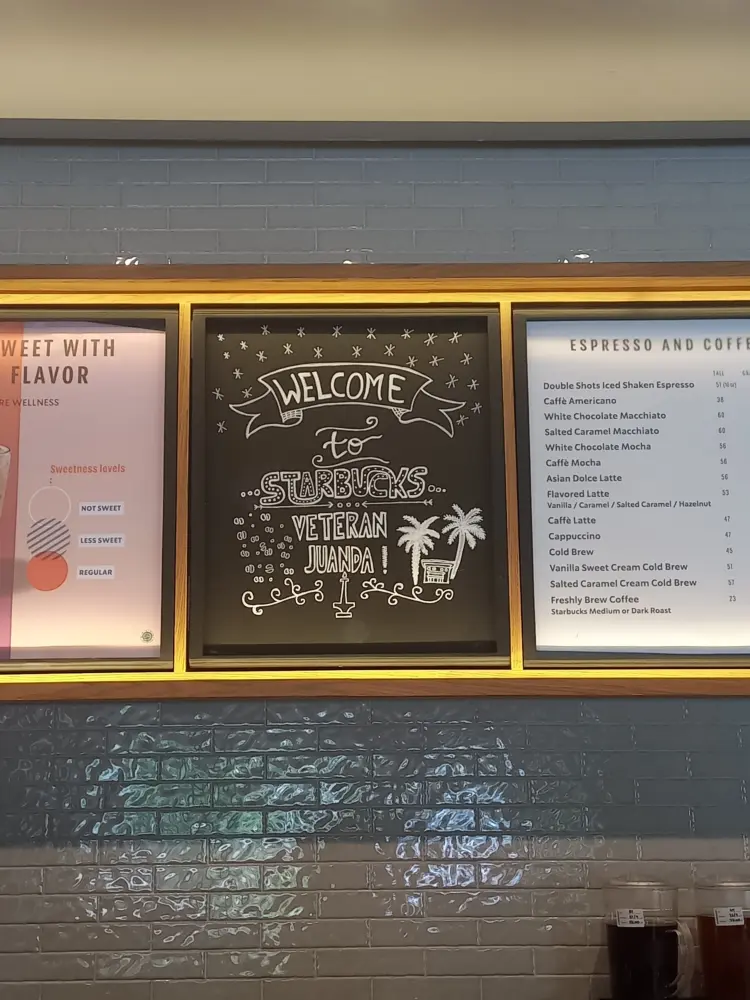 WEET WITH
FLAVOR
RE WELLNESS
Sweetness levels
NOT SWEET
LESS SWEET
REGULAR
WELCOME
to
STARBUCKS
VETERAN
JUANDA!
ESPRESSO AND COFFE
TALL
Double Shots Iced Shaken Espresso 51
Caffè Americano 38
White Chocolate Macchiato 60
Salted Caramel Macchiato 60
White Chocolate Mocha 56
Caffè Mocha 56
Asian Dolce Latte 56
Flavored Latte 53
Vanilla / Caramel / Salted Caramel / Hazelnut
Caffè Latte 47
Cappuccino 47
Cold Brew 45
Vanilla Sweet Cream Cold Brew 51
Salted Caramel Cream Cold Brew 51
Freshly Brew Coffee 23
Starbucks Medium or Dark Roast